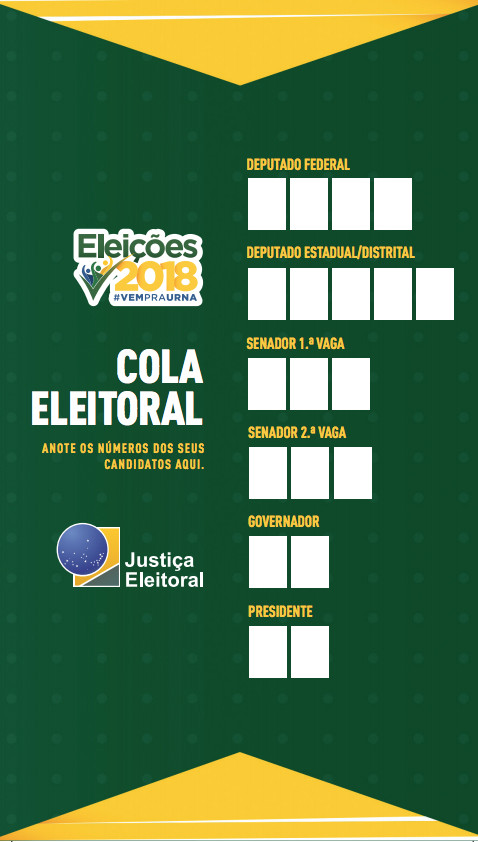 Eleições
2018
#VEMPRAURNA
COLA
ELEITORAL
ANOTE OS NÚMEROS DOS SEUS
CANDIDATOS AQUI.
Justiça
Eleitoral
DEPUTADO FEDERAL
DEPUTADO ESTADUAL/DISTRITAL
SENADOR 1.ª VAGA
SENADOR 2.ª VAGA
GOVERNADOR
PRESIDENTE